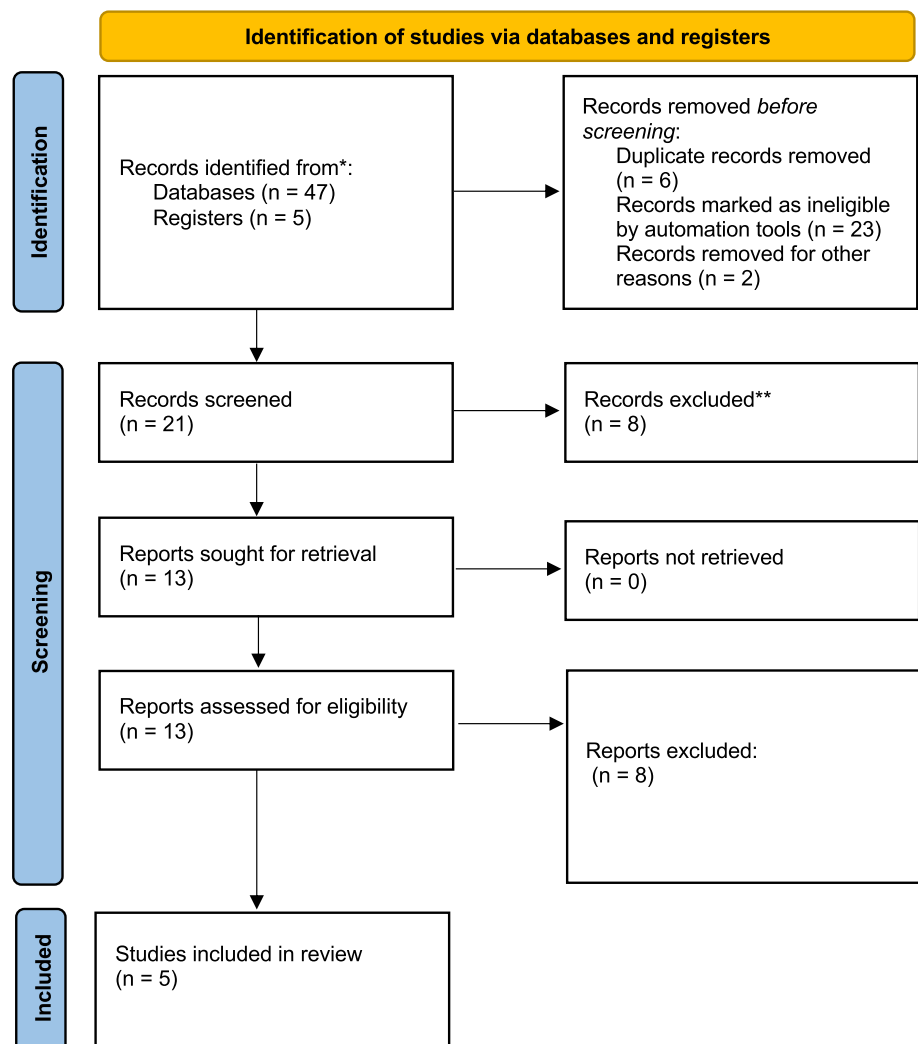 Identification of studies via databases and registers
Identification
Records identified from*:
Databases (n = 47)
Registers (n = 5)
Records removed before
screening:
Duplicate records removed
(n = 6)
Records marked as ineligible
by automation tools (n = 23)
Records removed for other
reasons (n = 2)
Screening
Records screened
(n = 21)
Records excluded**
(n = 8)
Reports sought for retrieval
(n = 13)
Reports not retrieved
(n = 0)
Reports assessed for eligibility
(n = 13)
Reports excluded:
(n = 8)
Included
Studies included in review
(n = 5)